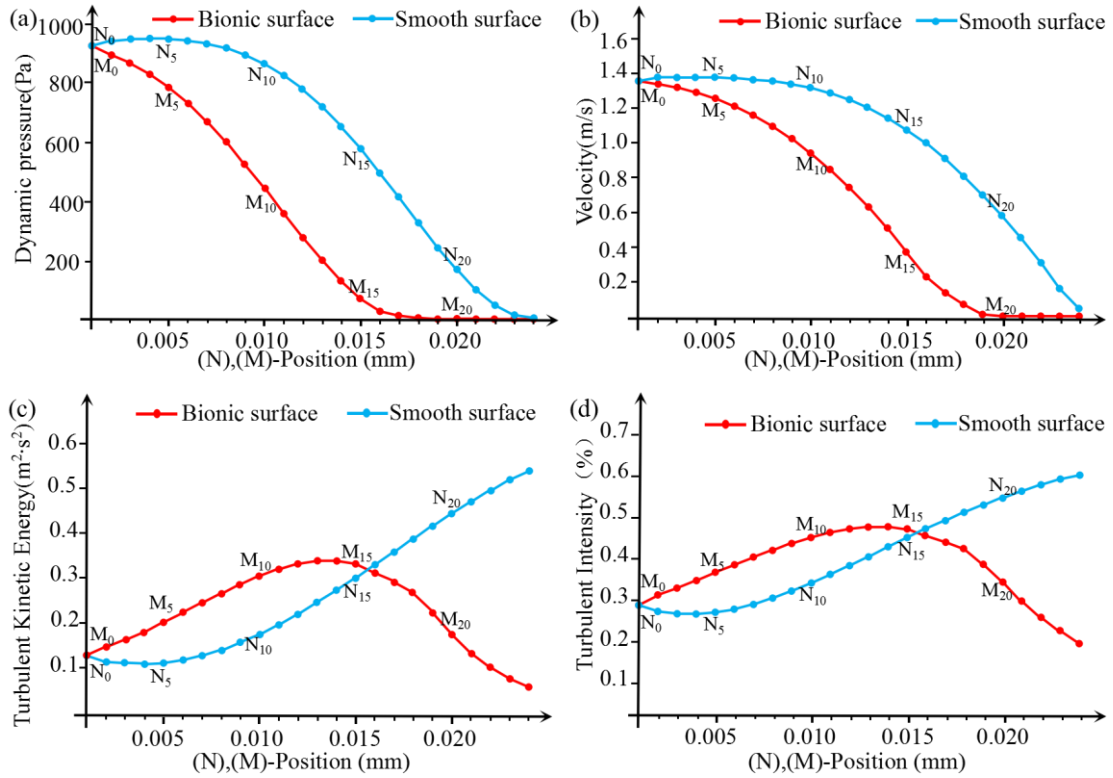 (a) Bionic surface Smooth surface
1000
800
600
400
200
Dynamic pressure(Pa)
N0
M0
N5
M5
N10
M10
N15
M15
N20
M20
0.005 0.010 0.015 0.020
(N),(M)-Position (mm)
(b) Bionic surface Smooth surface
1.6
1.4
1.2
1.0
0.8
0.6
0.4
0.2
Velocity(m/s)
N0
M0
N5
M5
N10
M10
N15
M15
N20
M20
0.005 0.010 0.015 0.020
(N),(M)-Position (mm)
(c) Bionic surface Smooth surface
0.6
0.5
0.4
0.3
0.2
0.1
Turbulent Kinetic Energy(m²·s²)
M0
N0
M5
N5
M10
N10
M15
N15
N20
M20
0.005 0.010 0.015 0.020
(N),(M)-Position (mm)
(d) Bionic surface Smooth surface
0.7
0.6
0.5
0.4
0.3
0.2
0.1
Turbulent Intensity（%）
M0
N0
M5
N5
M10
N10
M15
N15
N20
M20
0.005 0.010 0.015 0.020
(N),(M)-Position (mm)